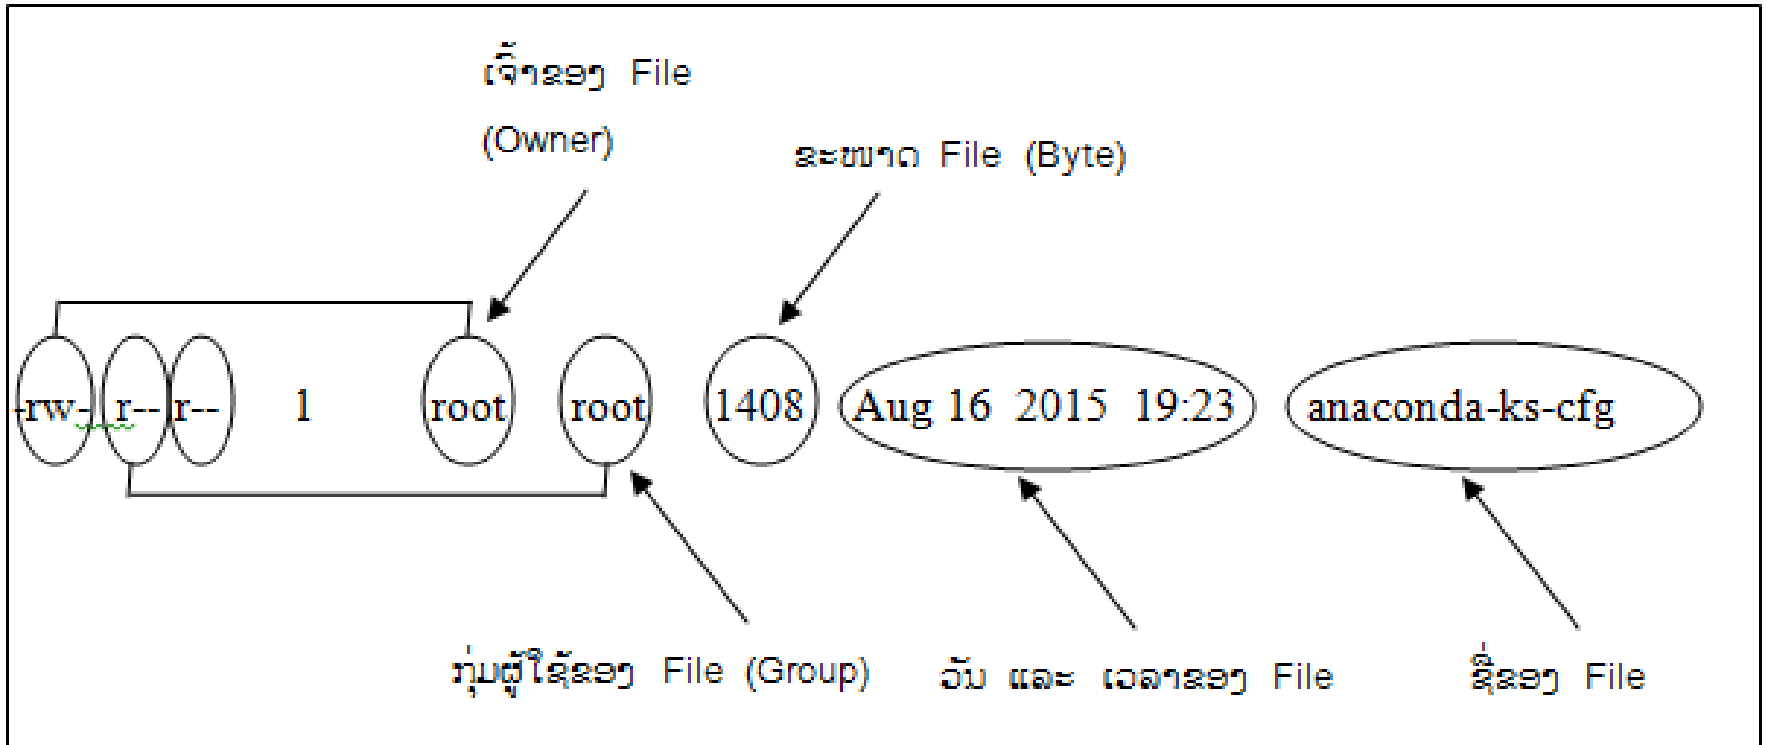 ເຈົ້າຂອງ File
(Owner)
ຂະໜາດ File (Byte)
-rw- r-- r-- 1 root root 1408 Aug 16 2015 19:23 anaconda-ks-cfg
ກຸ່ມຜູ້ໃຊ້ຂອງ File (Group)
ວັນ ແລະ ເວລາຂອງ File
ຊື່ຂອງ File